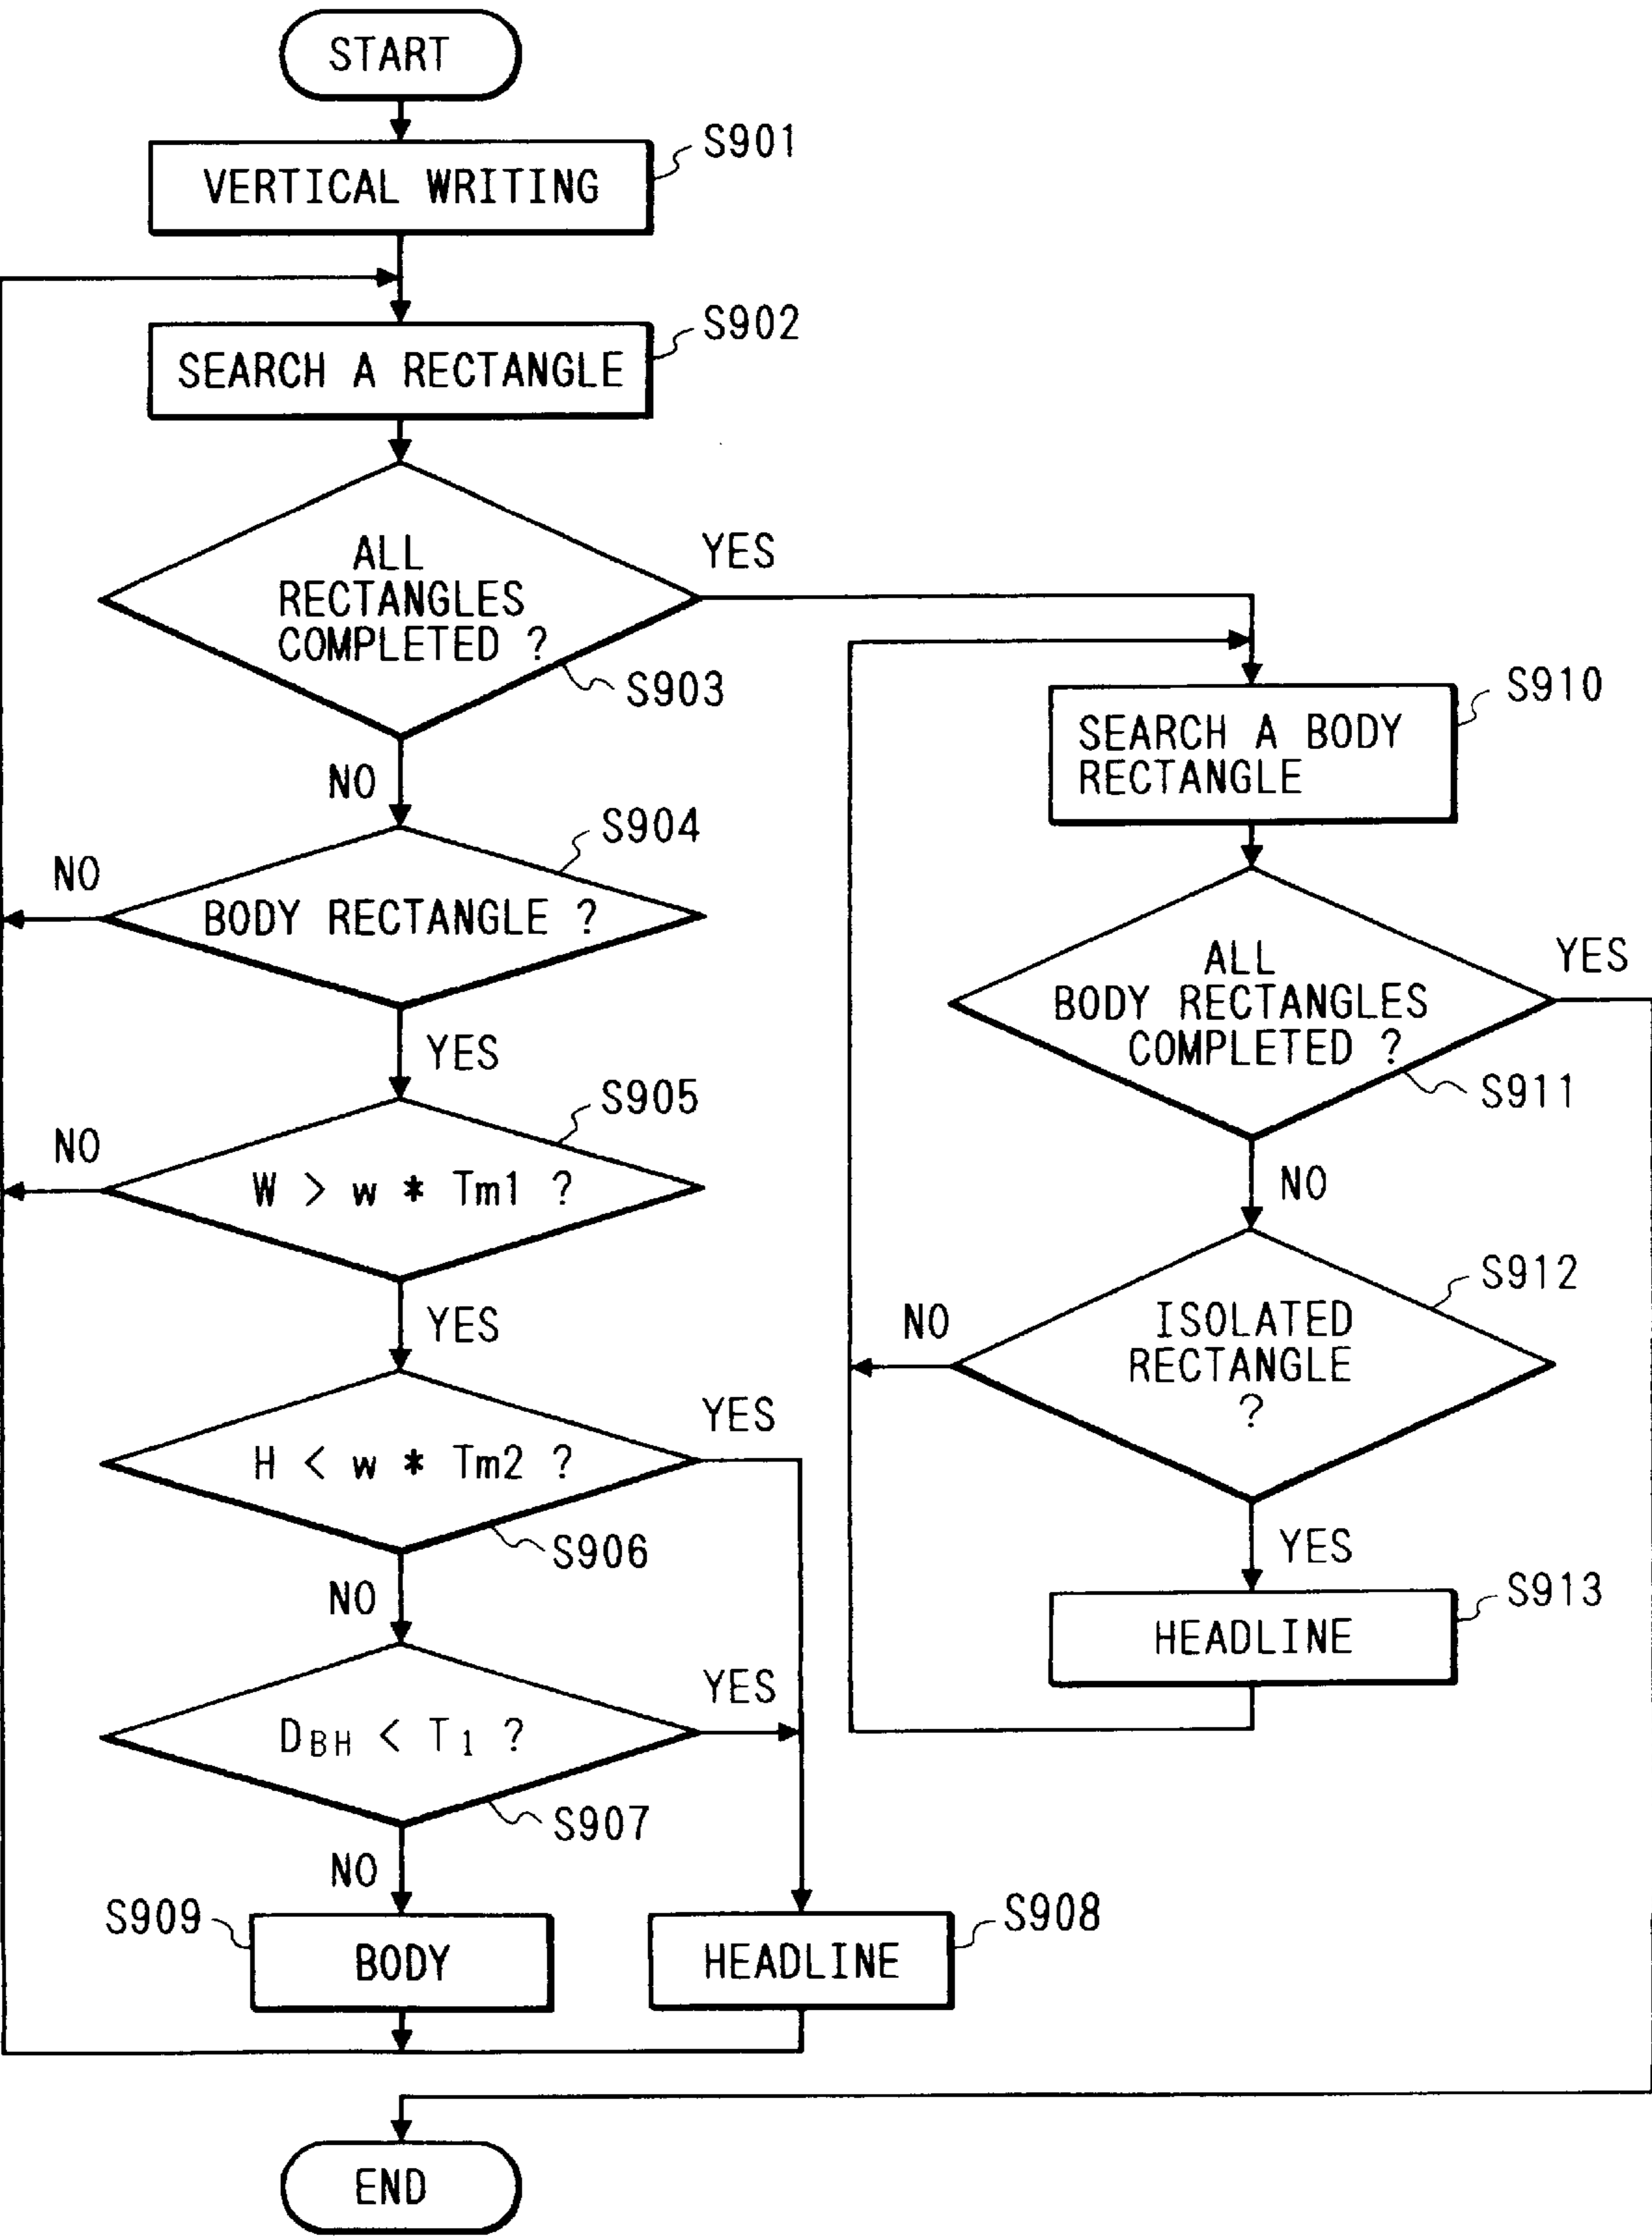 START
S901
VERTICAL WRITING
S902
SEARCH A RECTANGLE
ALL
RECTANGLES
COMPLETED ?
YES
S903
NO
S904
NO
BODY RECTANGLE ?
YES
S905
NO
W > w * Tm1 ?
YES
YES
H < w * Tm2 ?
S906
NO
YES
DBH < T1 ?
S907
NO
S909
BODY
S908
HEADLINE
S910
SEARCH A BODY
RECTANGLE
YES
ALL
BODY RECTANGLES
COMPLETED ?
S911
NO
S912
NO
ISOLATED
RECTANGLE
?
YES
S913
HEADLINE
END